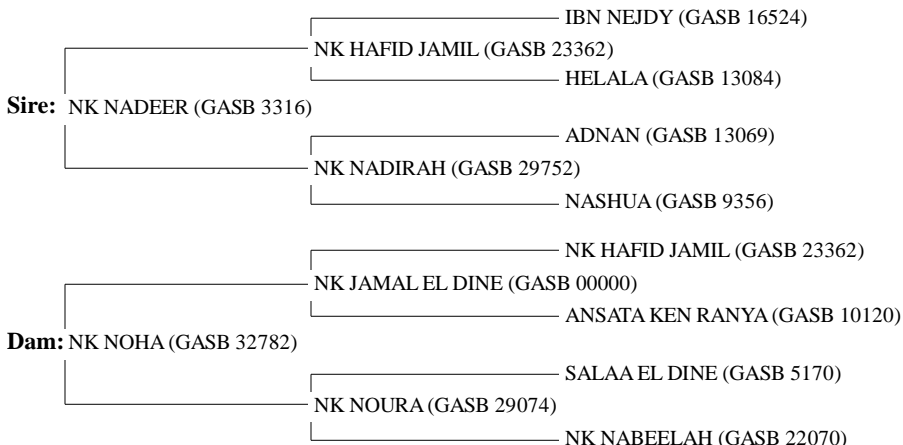 IBN NEJDY (GASB 16524)
NK HAFID JAMIL (GASB 23362)
HELALA (GASB 13084)
Sire: NK NADEER (GASB 3316)
ADNAN (GASB 13069)
NK NADIRAH (GASB 29752)
NASHUA (GASB 9356)
NK HAFID JAMIL (GASB 23362)
NK JAMAL EL DINE (GASB 00000)
ANSATA KEN RANYA (GASB 10120)
Dam: NK NOHA (GASB 32782)
SALAA EL DINE (GASB 5170)
NK NOURA (GASB 29074)
NK NABEELAH (GASB 22070)